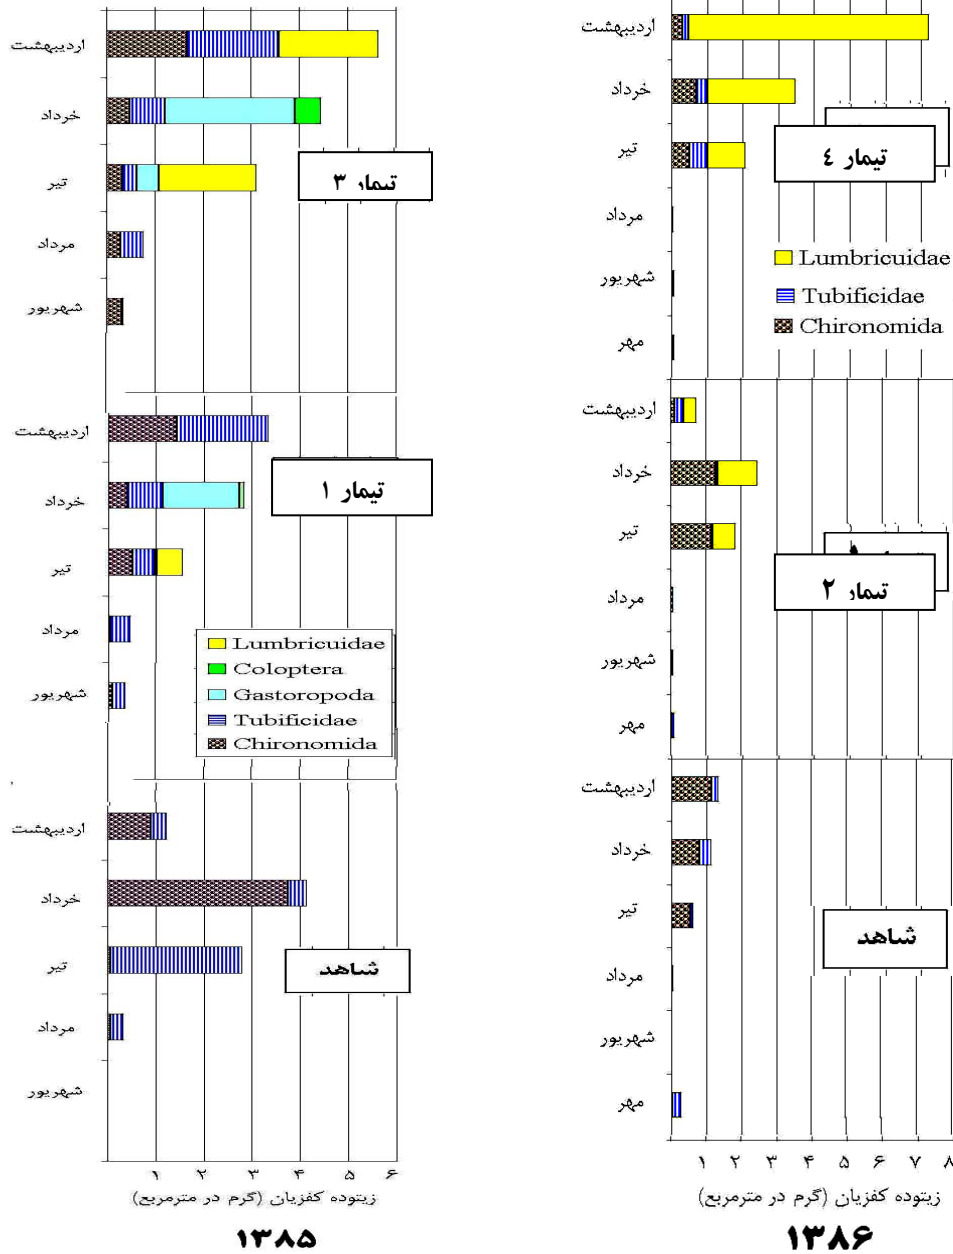 اردیبهشت
خرداد
تیر
مرداد
شهریور
تیمار ۳
اردیبهشت
خرداد
تیر
مرداد
شهریور
تیمار ۱
Lumbricuidae
Coloptera
Gastoropoda
Tubificidae
Chironomida
اردیبهشت
خرداد
تیر
مرداد
شهریور
شاهد
۱ ۲ ۳ ۴ ۵ ۶
زیتوده کفزیان (گرم در مترمربع)
۱۳۸۵
اردیبهشت
خرداد
تیر
مرداد
شهریور
مهر
تیمار ٤
Lumbricuidae
Tubificidae
Chironomida
اردیبهشت
خرداد
تیر
مرداد
شهریور
مهر
تیمار ۲
اردیبهشت
خرداد
تیر
مرداد
شهریور
مهر
شاهد
۱ ۲ ۳ ۴ ۵ ۶ ۷ ۸
زیتوده کفزیان (گرم در مترمربع)
۱۳۸۶